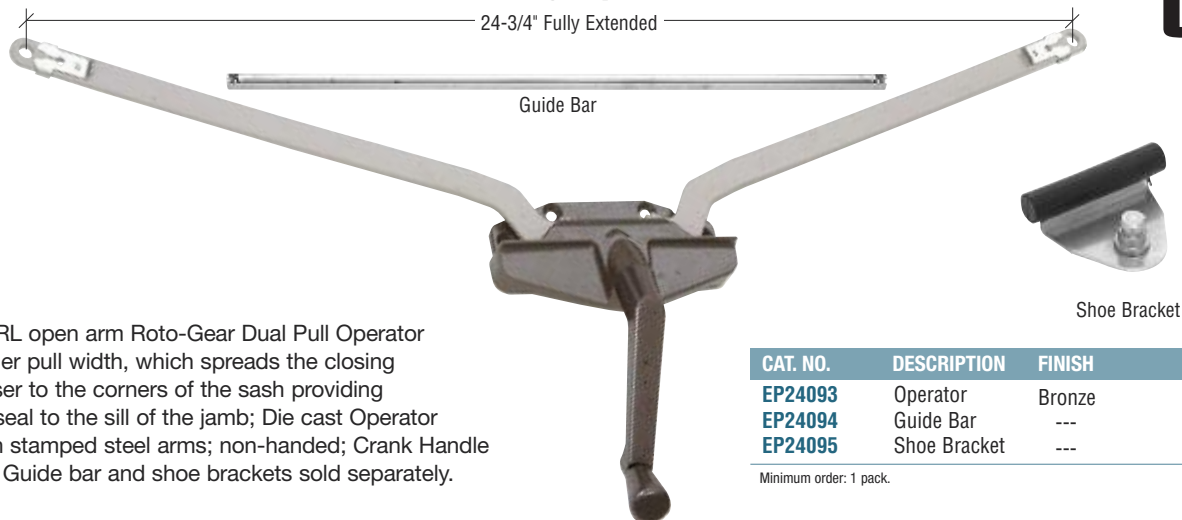 24-3/4" Fully Extended
Guide Bar
Shoe Bracket
RL open arm Roto-Gear Dual Pull Operator
er pull width, which spreads the closing
ser to the corners of the sash providing
seal to the sill of the jamb; Die cast Operator
stamped steel arms; non-handed; Crank Handle
Guide bar and shoe brackets sold separately.
CAT. NO. DESCRIPTION FINISH
EP24093 Operator Bronze
EP24094 Guide Bar ---
EP24095 Shoe Bracket ---
Minimum order: 1 pack.